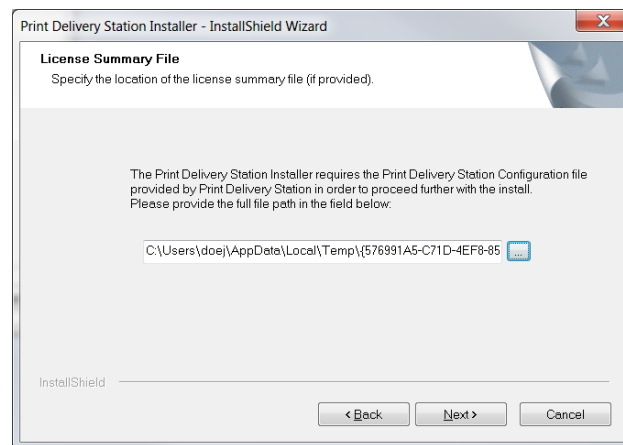 Print Delivery Station Installer - InstallShield Wizard
License Summary File
Specify the location of the license summary file (if provided).
The Print Delivery Station Installer requires the Print Delivery Station Configuration file
provided by Print Delivery Station in order to proceed further with the install.
Please provide the full file path in the field below:
C:\Users\doej\AppData\Local\Temp\{576991A5-C71D-4EF8-85
...
InstallShield
< Back
Next >
Cancel